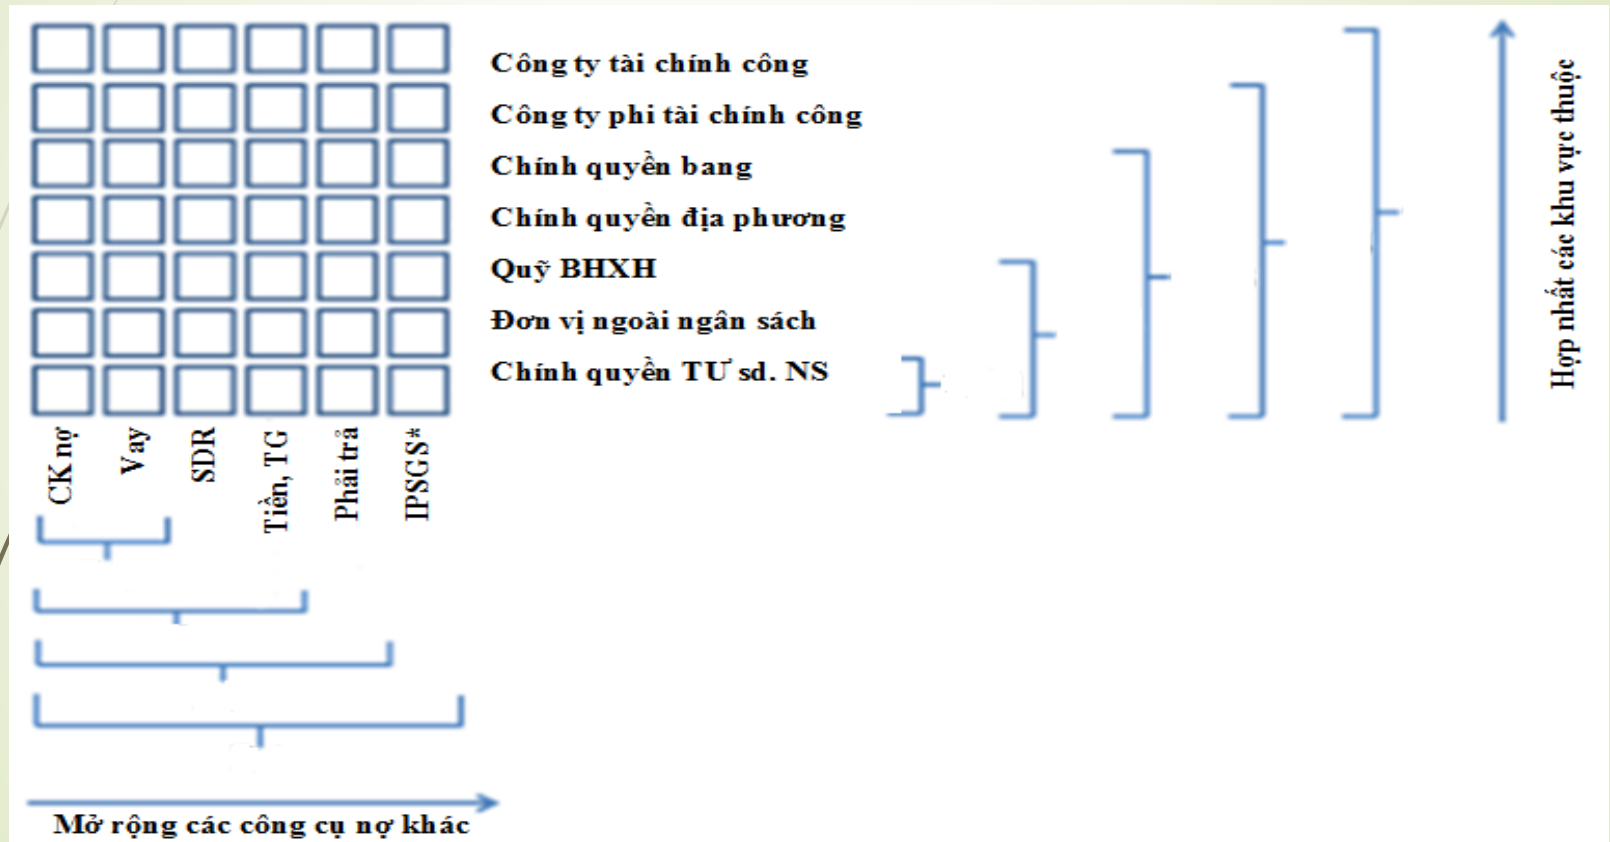 Công ty tài chính công
Công ty phi tài chính công
Chính quyền bang
Chính quyền địa phương
Quỹ BHXH
Đơn vị ngoài ngân sách
Chính quyền TƯ sd. NS
CK nợ
Vay
SDR
Tiền, TG
Phải trả
IPSGS*
Mở rộng các công cụ nợ khác
Hợp nhất các khu vực thuộc